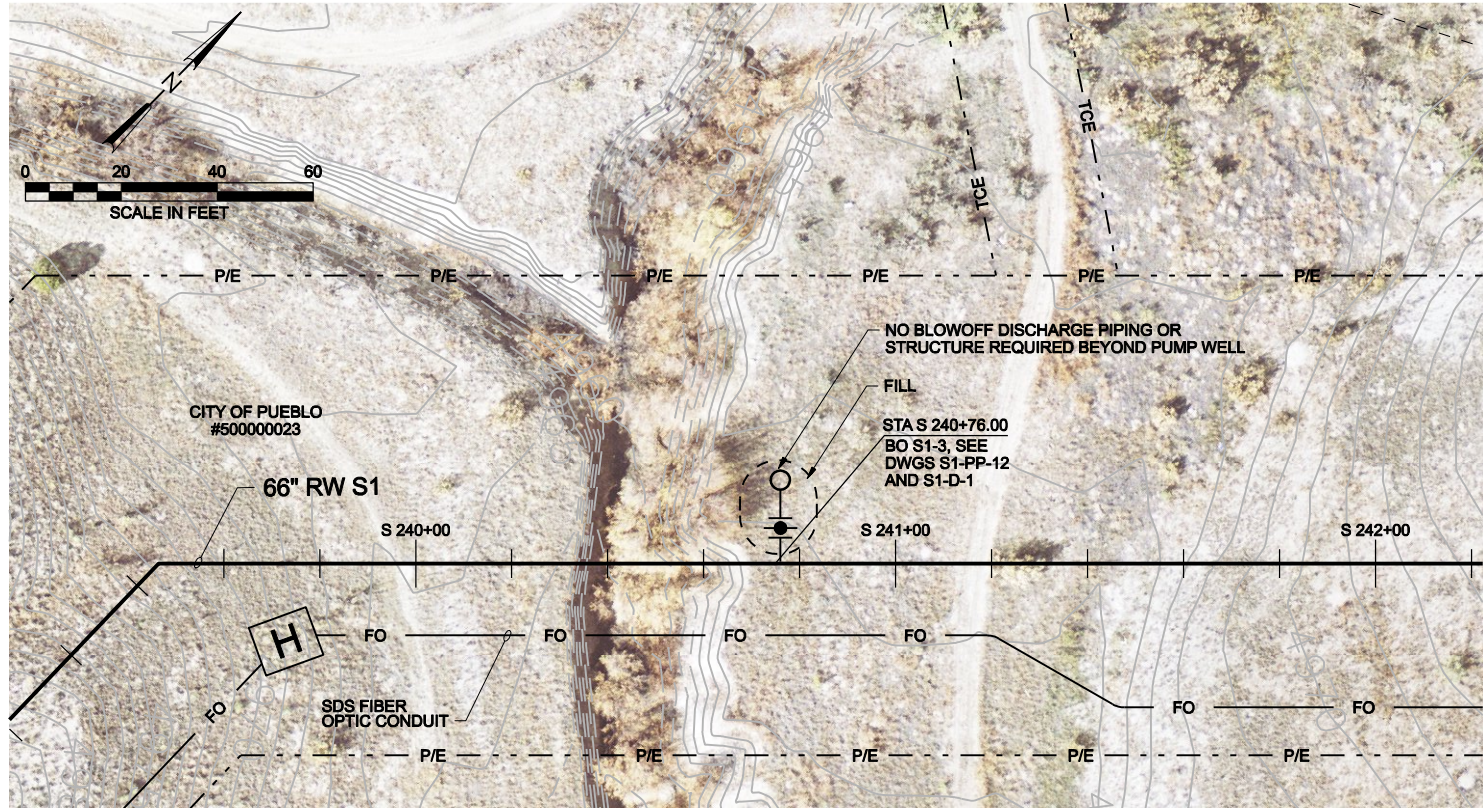 N
0 20 40 60
SCALE IN FEET
TCE
TCE
P/E P/E P/E P/E P/E P/E
NO BLOWOFF DISCHARGE PIPING OR
STRUCTURE REQUIRED BEYOND PUMP WELL
FILL
CITY OF PUEBLO
#500000023
STA S 240+76.00
BO S1-3, SEE
DWGS S1-PP-12
AND S1-D-1
66" RW S1
S 240+00 S 241+00 S 242+00
H
FO FO FO FO
FO
SDS FIBER
OPTIC CONDUIT
FO FO
P/E P/E P/E P/E P/E